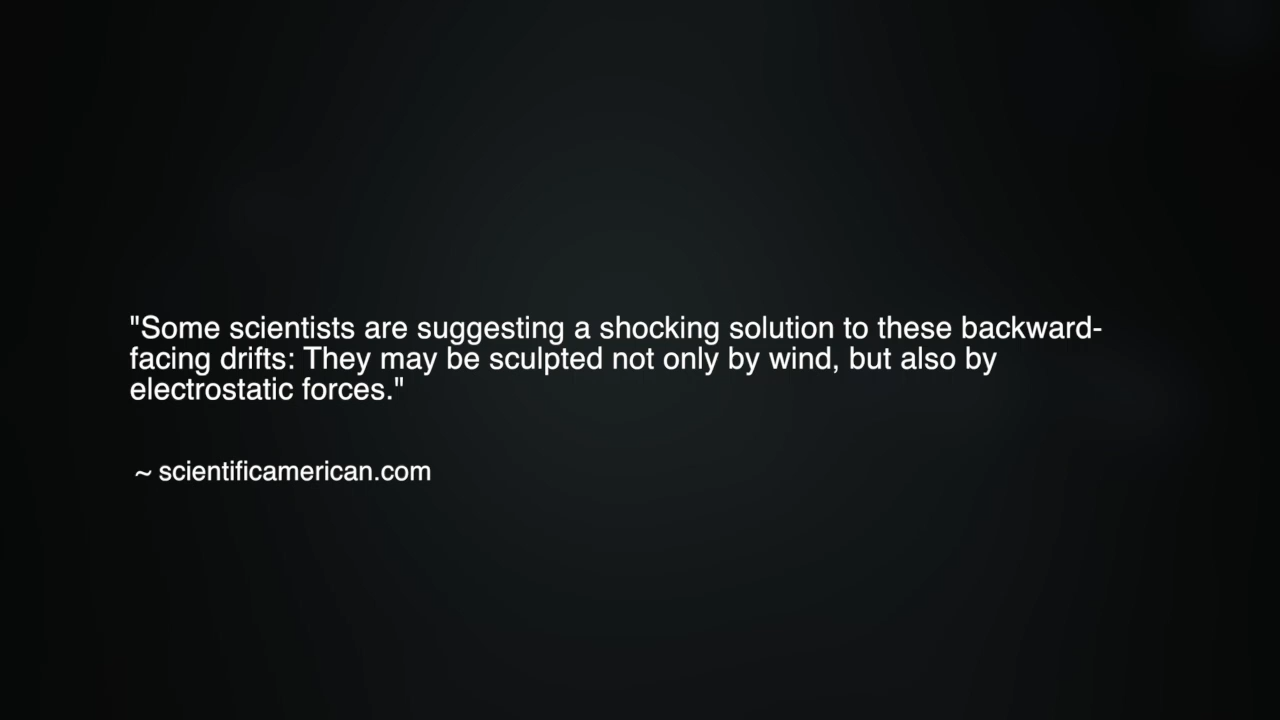 "Some scientists are suggesting a shocking solution to these backward-
facing drifts: They may be sculpted not only by wind, but also by
electrostatic forces."
~ scientificamerican.com